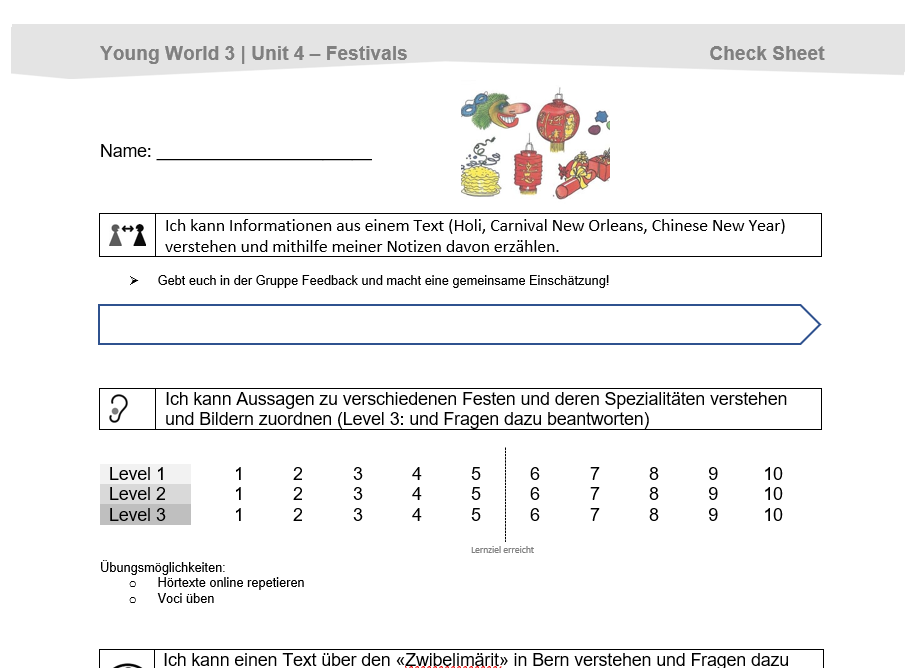 Young World 3 | Unit 4 – Festivals Check Sheet
Name: ______________________
Ich kann Informationen aus einem Text (Holi, Carnival New Orleans, Chinese New Year)
verstehen und mithilfe meiner Notizen davon erzählen.
➢ Gebt euch in der Gruppe Feedback und macht eine gemeinsame Einschätzung!
Ich kann Aussagen zu verschiedenen Festen und deren Spezialitäten verstehen
und Bildern zuordnen (Level 3: und Fragen dazu beantworten)
Level 1 1 2 3 4 5 6 7 8 9 10
Level 2 1 2 3 4 5 6 7 8 9 10
Level 3 1 2 3 4 5 6 7 8 9 10
Lernziel erreicht
Übungsmöglichkeiten:
o Hörtexte online repetieren
o Voci üben
Ich kann einen Text über den «Zwibelimärit» in Bern verstehen und Fragen dazu